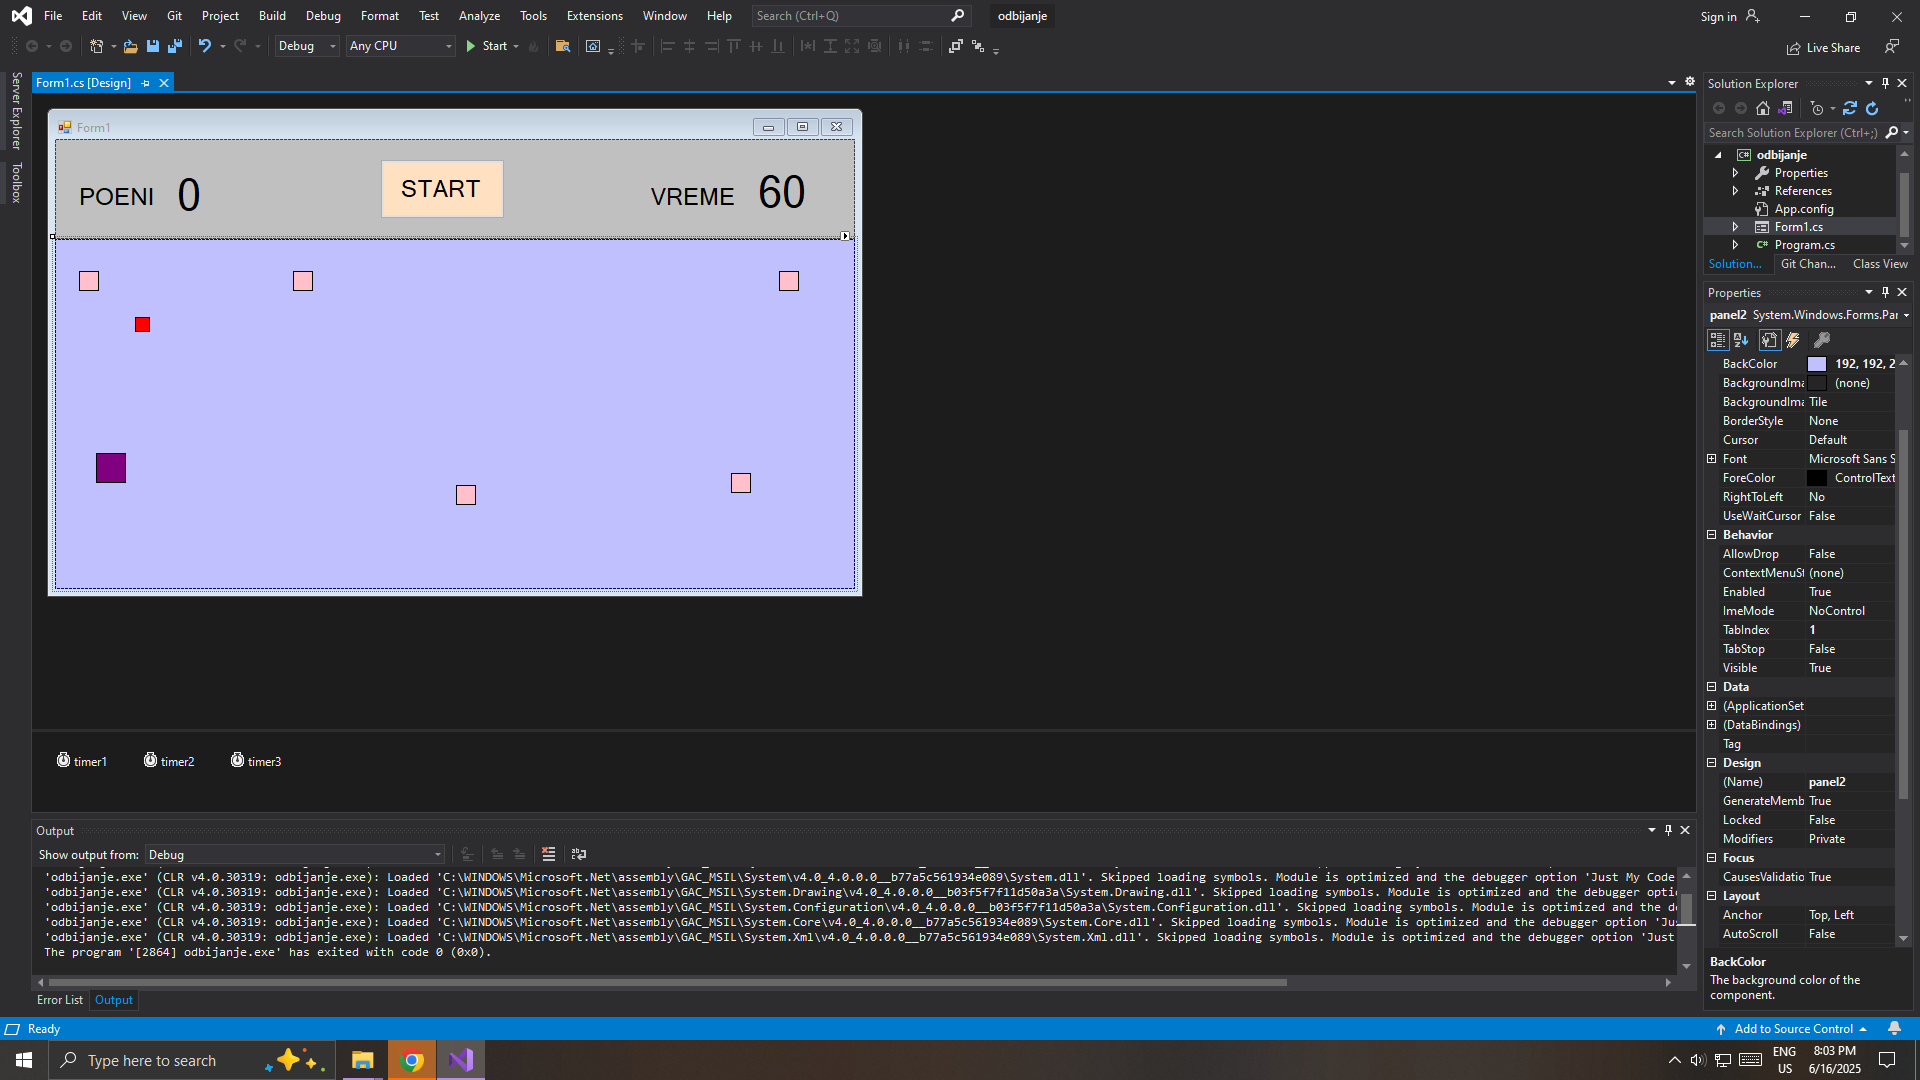 File Edit View Git Project Build Debug Format Test Analyze Tools Extensions Window Help Search (Ctrl+Q) odbijanje Sign in
Debug Any CPU Start Live Share
Server Explorer
Toolbox
Form1.cs [Design]
Form1
POENI 0 START VREME 60
timer1 timer2 timer3
Output
Show output from: Debug
'odbijanje.exe' (CLR v4.0.30319: odbijanje.exe): Loaded 'C:\WINDOWS\Microsoft.Net\assembly\GAC_MSIL\System\v4.0_4.0.0.0__b77a5c561934e089\System.dll'. Skipped loading symbols. Module is optimized and the debugger option 'Just My Code
'odbijanje.exe' (CLR v4.0.30319: odbijanje.exe): Loaded 'C:\WINDOWS\Microsoft.Net\assembly\GAC_MSIL\System.Drawing\v4.0_4.0.0.0__b03f5f7f11d50a3a\System.Drawing.dll'. Skipped loading symbols. Module is optimized and the debugger optio
'odbijanje.exe' (CLR v4.0.30319: odbijanje.exe): Loaded 'C:\WINDOWS\Microsoft.Net\assembly\GAC_MSIL\System.Configuration\v4.0_4.0.0.0__b03f5f7f11d50a3a\System.Configuration.dll'. Skipped loading symbols. Module is optimized and the de
'odbijanje.exe' (CLR v4.0.30319: odbijanje.exe): Loaded 'C:\WINDOWS\Microsoft.Net\assembly\GAC_MSIL\System.Core\v4.0_4.0.0.0__b77a5c561934e089\System.Core.dll'. Skipped loading symbols. Module is optimized and the debugger option 'Jus
'odbijanje.exe' (CLR v4.0.30319: odbijanje.exe): Loaded 'C:\WINDOWS\Microsoft.Net\assembly\GAC_MSIL\System.Xml\v4.0_4.0.0.0__b77a5c561934e089\System.Xml.dll'. Skipped loading symbols. Module is optimized and the debugger option 'Just
The program '[2864] odbijanje.exe' has exited with code 0 (0x0).
Error List Output
Solution Explorer
Search Solution Explorer (Ctrl+;)
odbijanje
Properties
References
App.config
Form1.cs
C# Program.cs
Solution... Git Chan... Class View
Properties
panel2 System.Windows.Forms.Par
BackColor 192, 192, 2
BackgroundIma (none)
BackgroundIma Tile
BorderStyle None
Cursor Default
Font Microsoft Sans S
ForeColor ControlText
RightToLeft No
UseWaitCursor False
Behavior
AllowDrop False
ContextMenuSt (none)
Enabled True
ImeMode NoControl
TabIndex 1
TabStop False
Visible True
Data
(ApplicationSet
(DataBindings)
Tag
Design
(Name) panel2
GenerateMemb True
Locked False
Modifiers Private
Focus
CausesValidatio True
Layout
Anchor Top, Left
AutoScroll False
BackColor
The background color of the
component.
Ready Add to Source Control
Type here to search
ENG
US
8:03 PM
6/16/2025